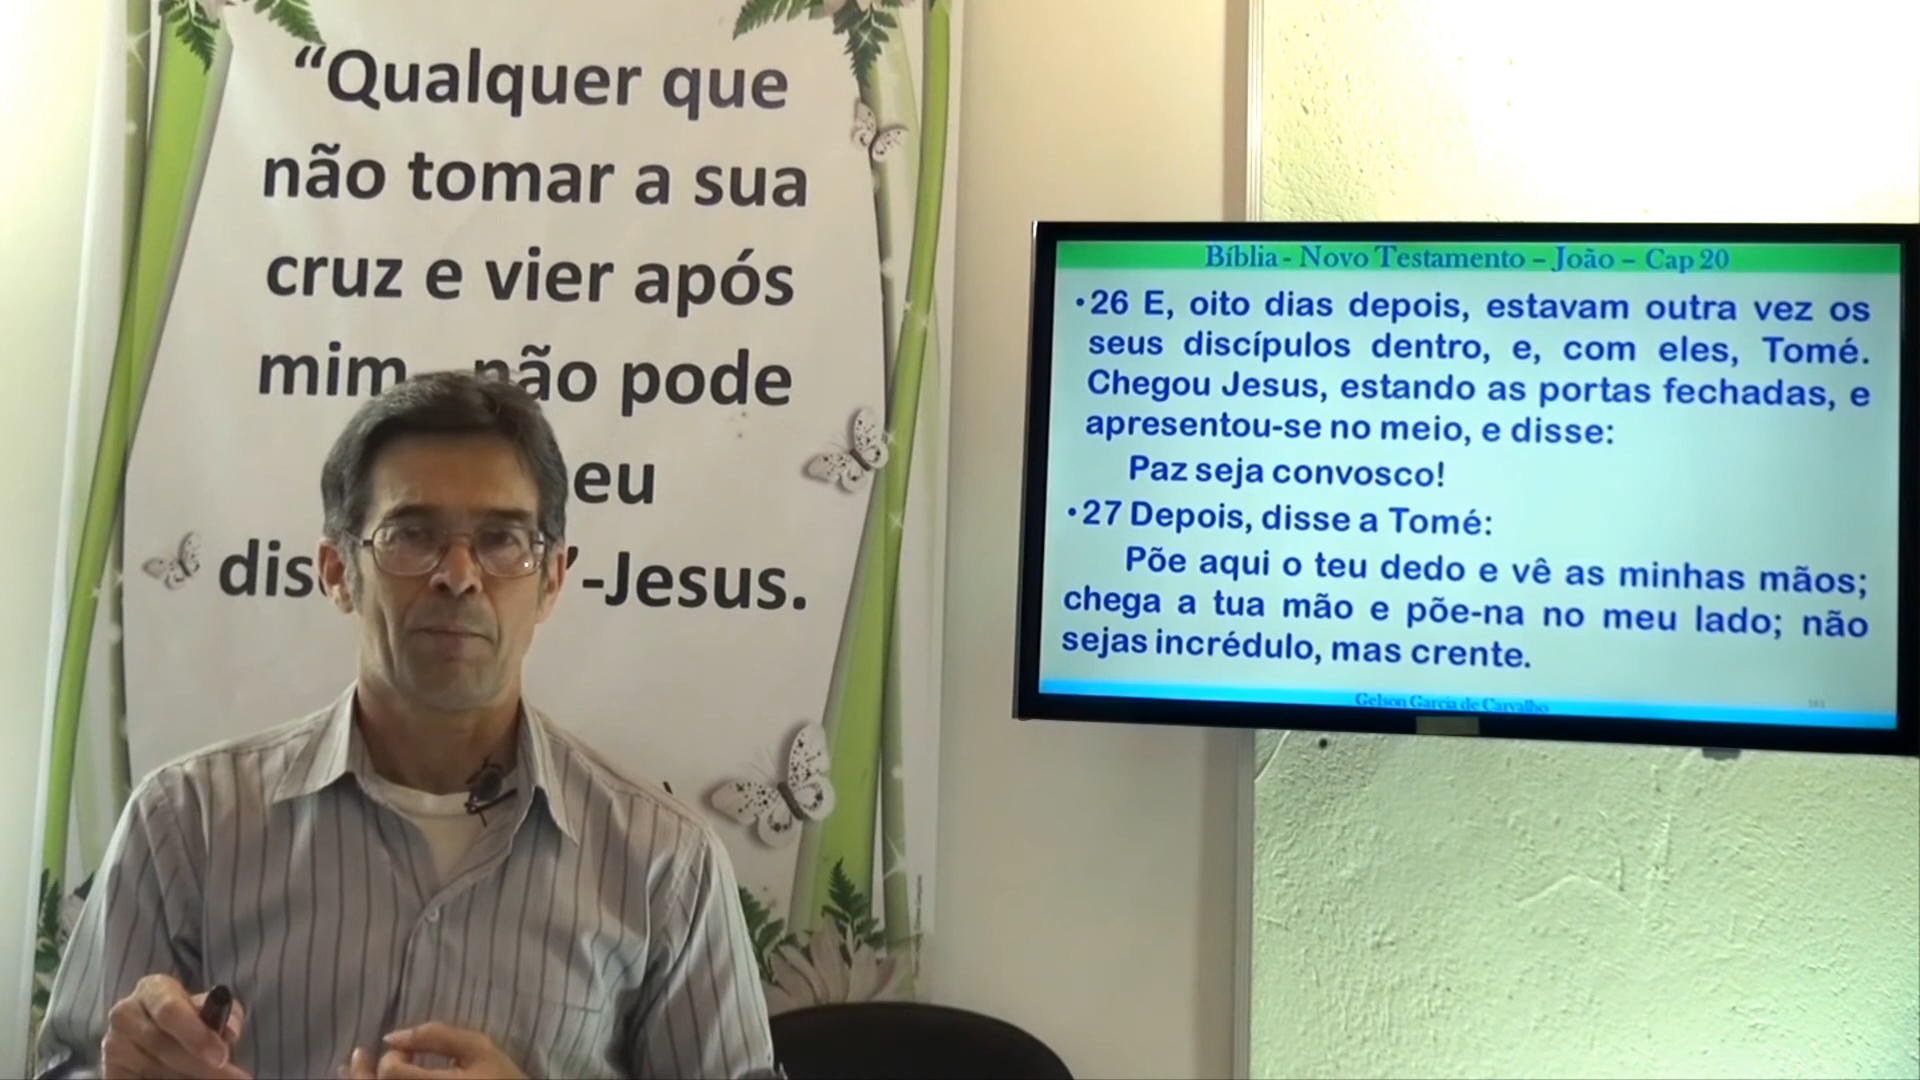 “Qualquer que
não tomar a sua
cruz e vier após
mim não pode
eu
-Jesus.
Bíblia - Novo Testamento – João – Cap 20
•26 E, oito dias depois, estavam outra vez os
seus discípulos dentro, e, com eles, Tomé.
Chegou Jesus, estando as portas fechadas, e
apresentou-se no meio, e disse:
Paz seja convosco!
•27 Depois, disse a Tomé:
Põe aqui o teu dedo e vê as minhas mãos;
chega a tua mão e põe-na no meu lado; não
sejas incrédulo, mas crente.
Gelson Garcia de Carvalho